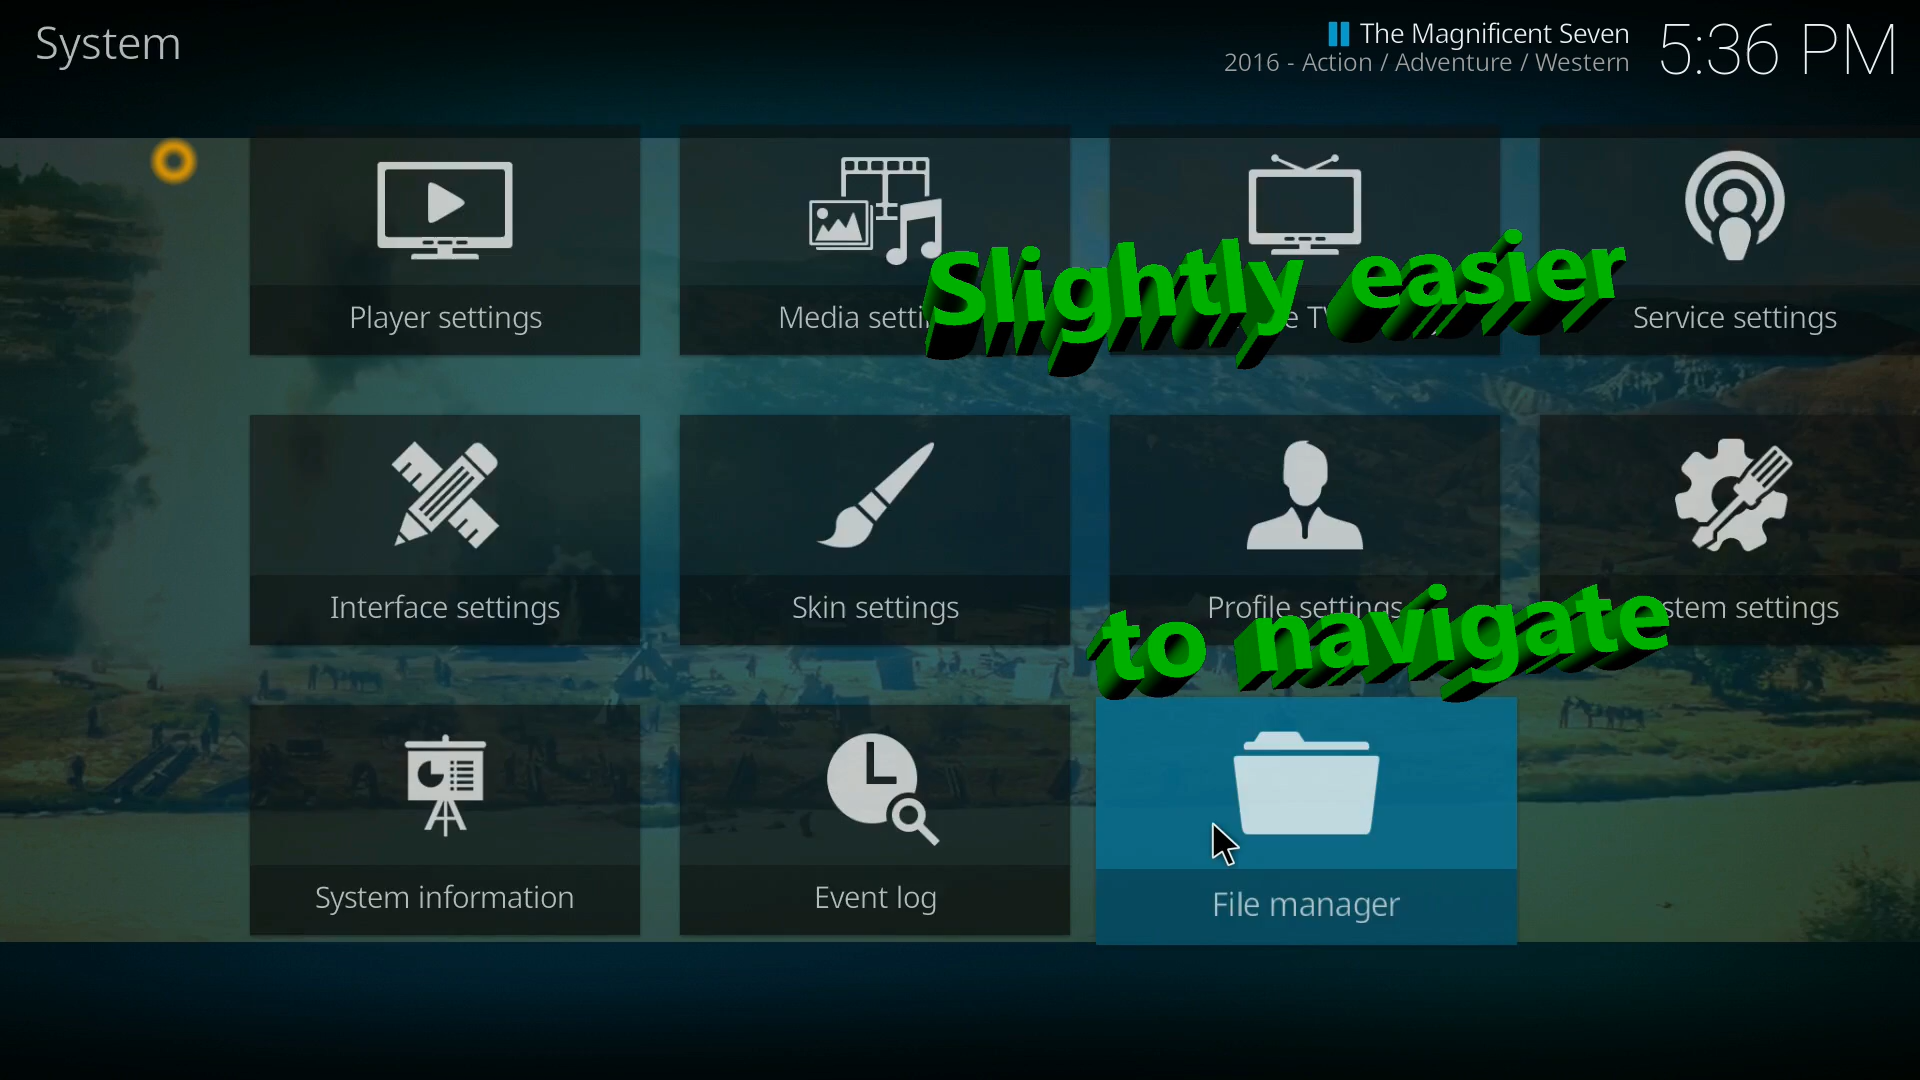 System
The Magnificent Seven
2016 - Action / Adventure / Western
5:36 PM
Player settings
Media setti
Slightly easier
Service settings
Interface settings
Skin settings
Profile settings
stem settings
to navigate
System information
Event log
File manager